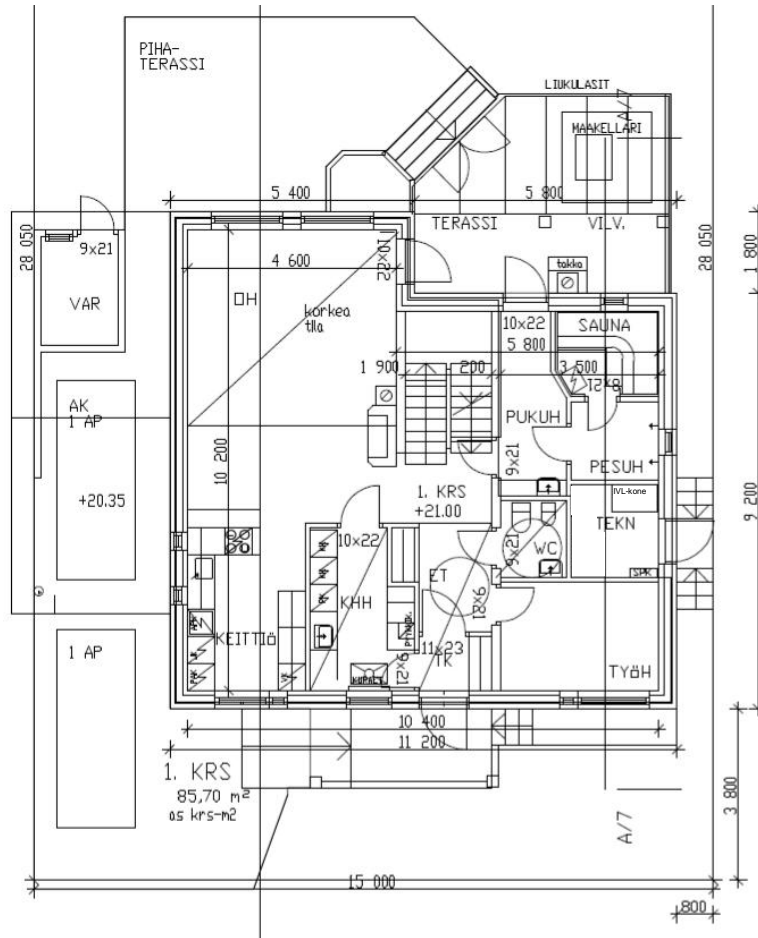 PIHA-
TERASSI
LIUKULASIT
MAAKELLARI
5 400
5 800
TERASSI
VILV.
28 050
28 050
1 800
9x21
10x22
takka
4 600
VAR
OH
korkea
tila
10x22
SAUNA
5 800
1 900
200
3 500
8x21
AK
1 AP
PUKUH
9x21
PESUH
10 200
+20.35
1. KRS
+21.00
IVL-kone
TEKN
9 200
10x22
9x21
WC
ET
KHH
SPK
9x21
1 AP
KEITTIÖ
11x23
TK
9x21
TYÖH
10 400
11 200
1. KRS
85,70 m²
as krs-m2
3 800
A/7
15 000
800